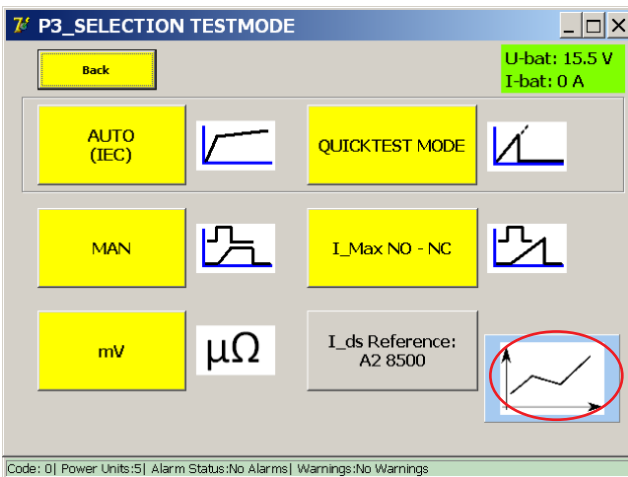 P3_SELECTION TESTMODE
Back
U-bat: 15.5 V
I-bat: 0 A
AUTO
(IEC)
QUICKTEST MODE
MAN
I_Max NO - NC
mV
μΩ
I_ds Reference:
A2 8500
Code: 0| Power Units:5| Alarm Status:No Alarms| Warnings:No Warnings